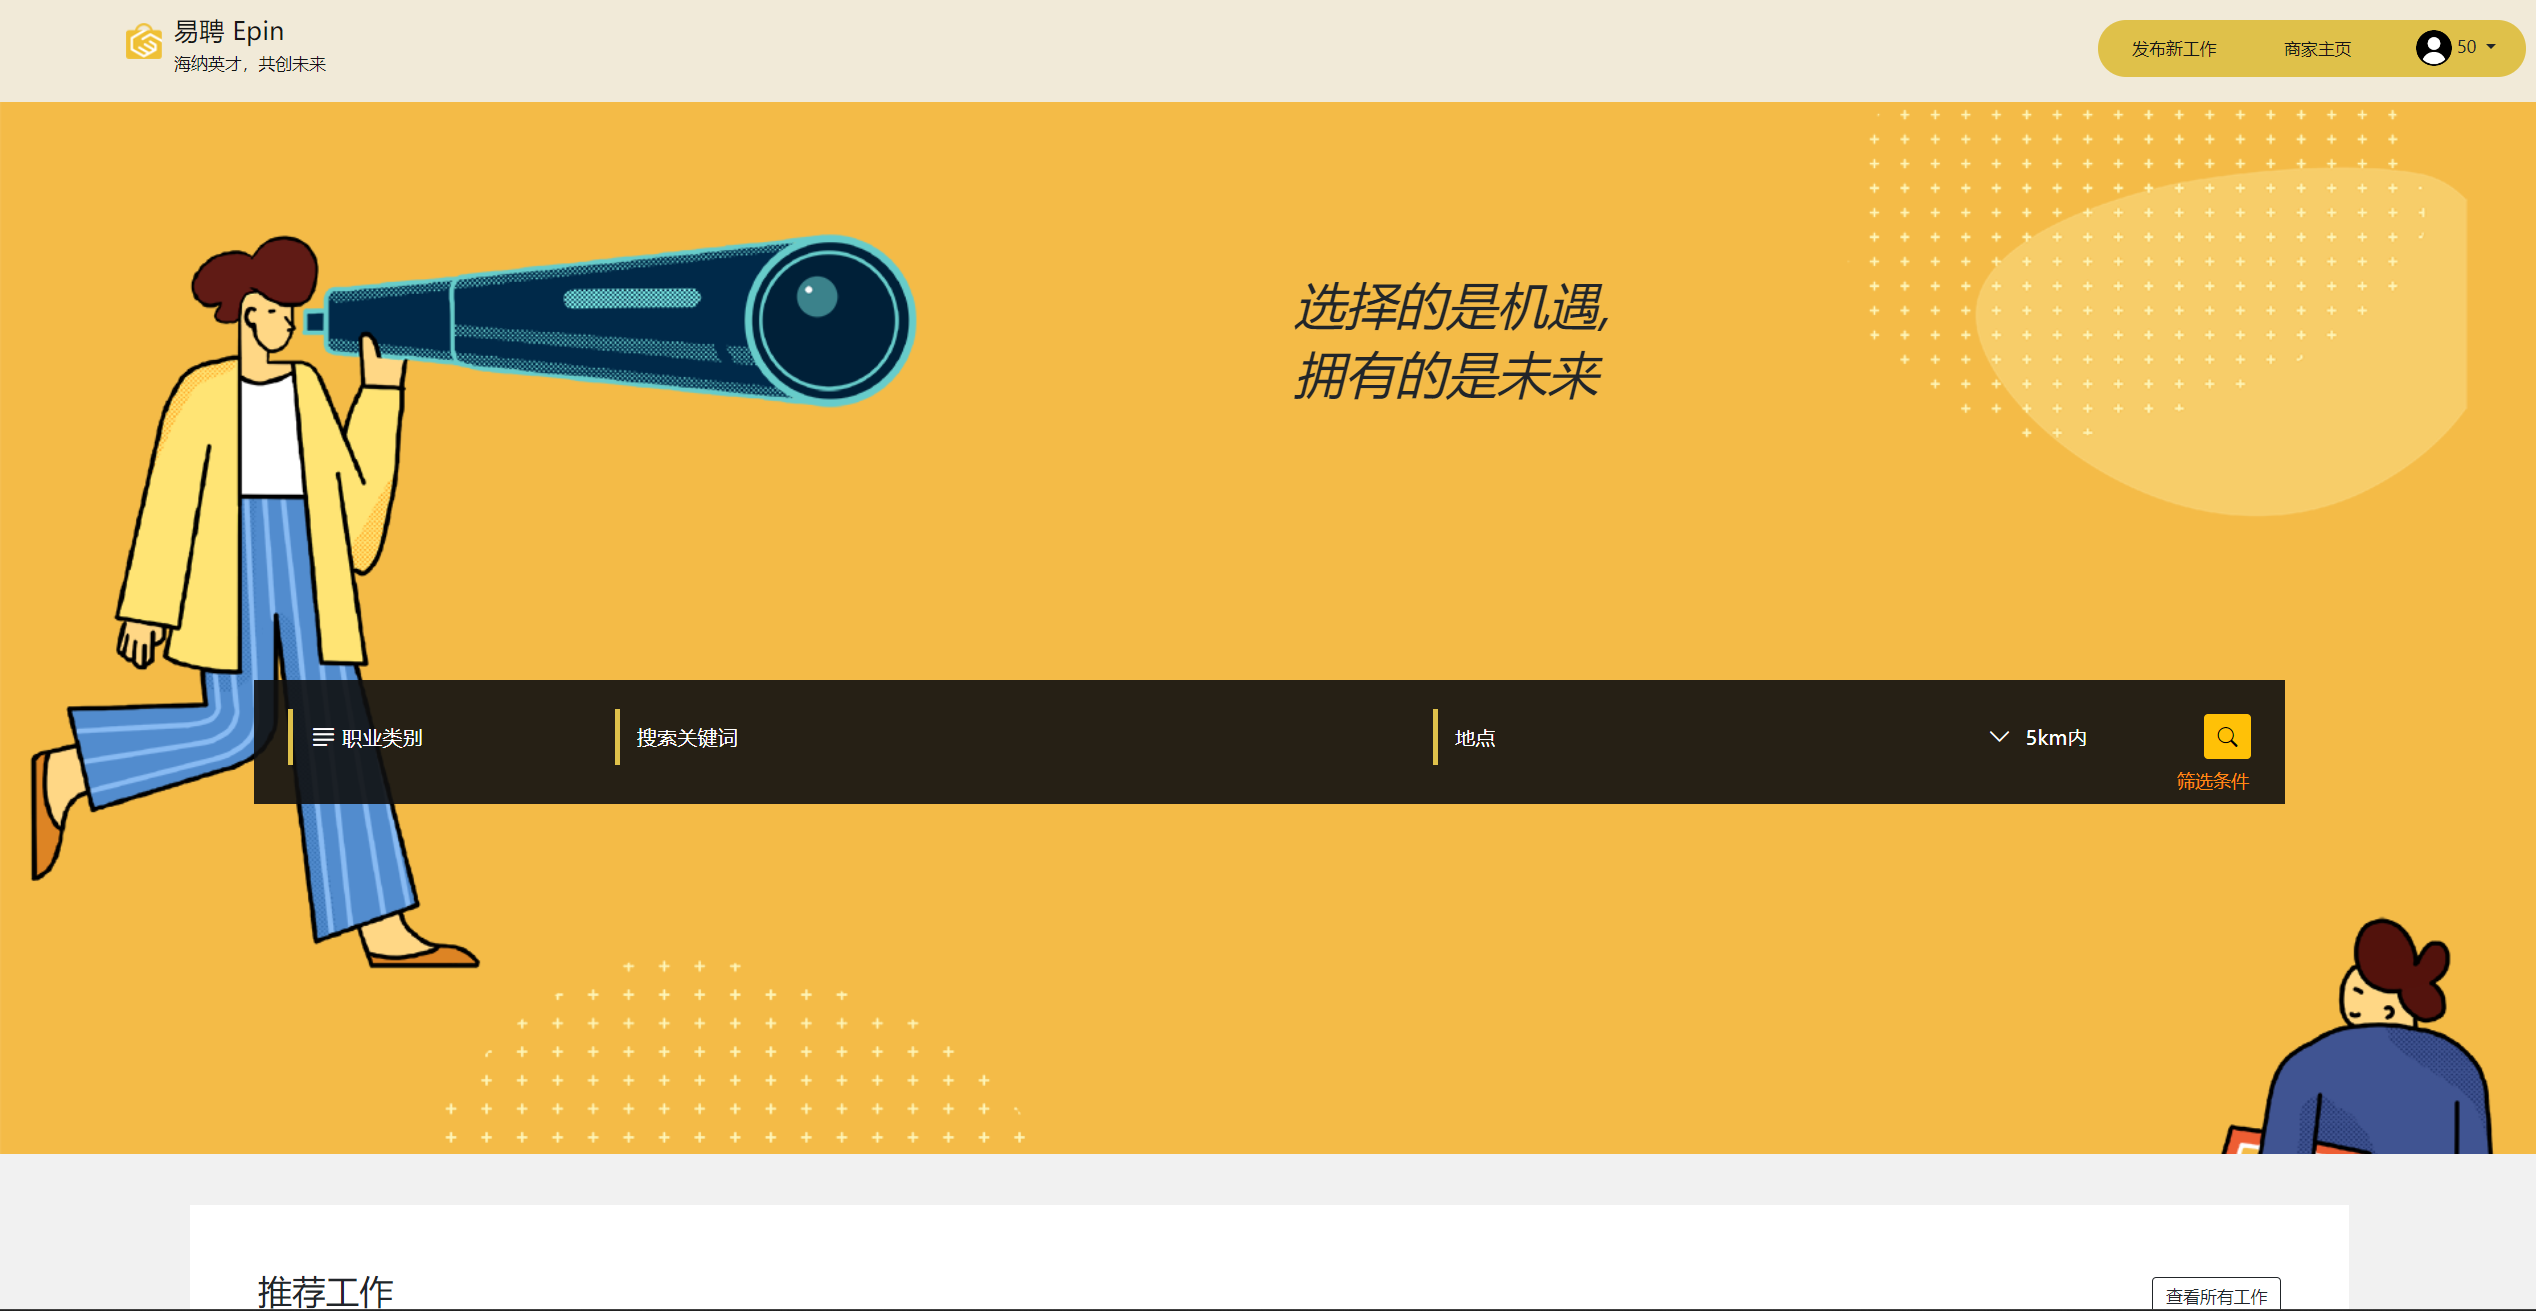 易聘 Epin
海纳英才，共创未来
发布新工作
商家主页
50
选择的是机遇,
拥有的是未来
职业类别
搜索关键词
地点
5km内
筛选条件
推荐工作
查看所有工作